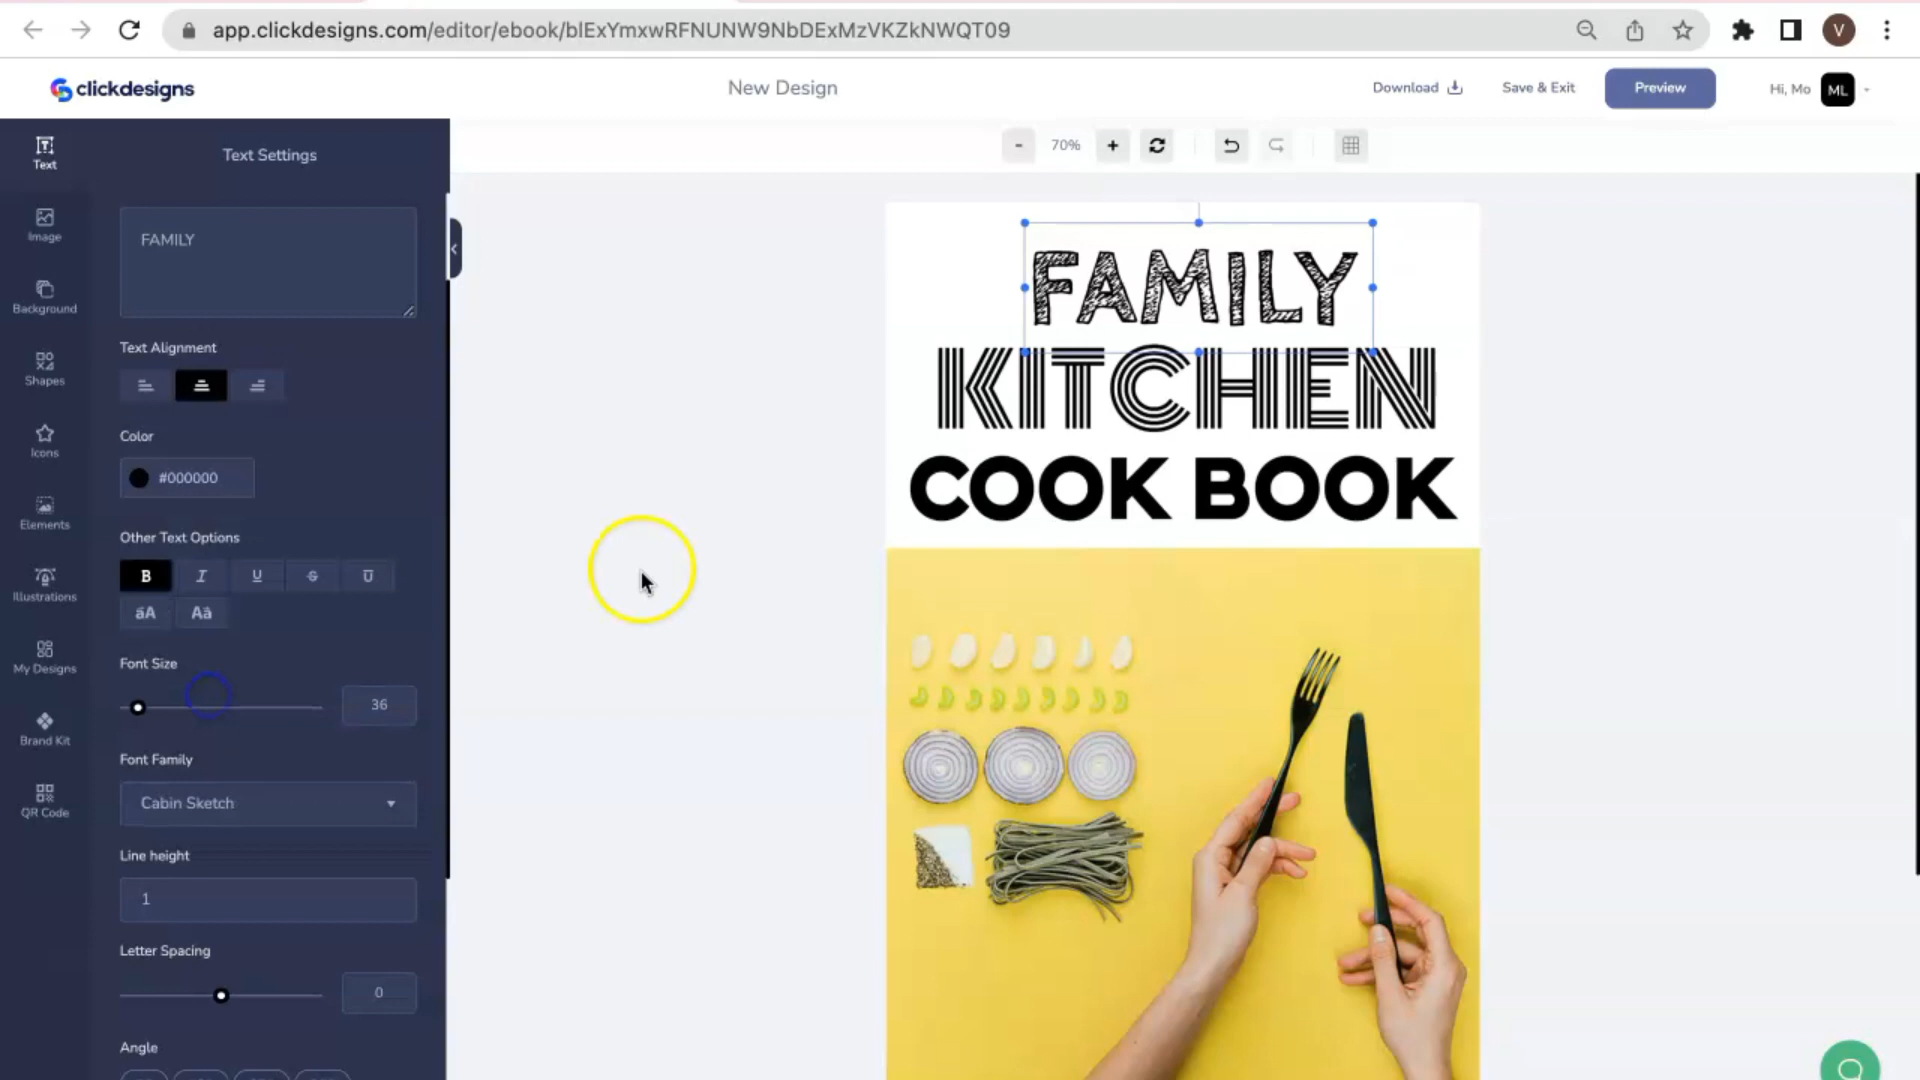 app.clickdesigns.com/editor/ebook/blExYmxwRFNUNW9NbDExMzVKZkNWQT09
V
clickdesigns
New Design
Download
Save & Exit
Preview
Hi, Mo
ML
Text
Image
Background
Shapes
Icons
Elements
Illustrations
My Designs
Brand Kit
QR Code
Text Settings
FAMILY
Text Alignment
Color
#000000
Other Text Options
B I U S U
aA Aa
Font Size
36
Font Family
Cabin Sketch
Line height
1
Letter Spacing
0
Angle
- 70% +
FAMILY
KITCHEN
COOK BOOK